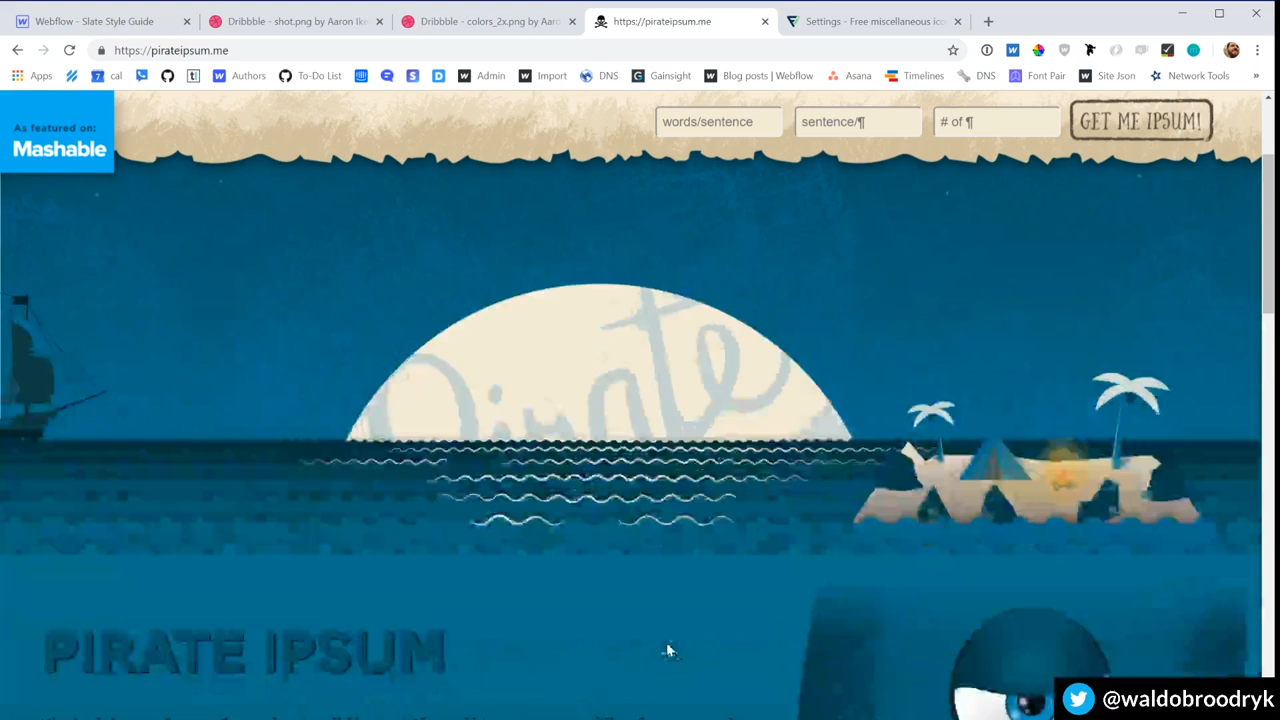 Webflow - Slate Style Guide
Dribbble - shot.png by Aaron Ike
Dribbble - colors_2x.png by Aaro
https://pirateipsum.me
Settings - Free miscellaneous ico
https://pirateipsum.me
Apps
cal
Authors
To-Do List
Admin
Import
DNS
Gainsight
Blog posts | Webflow
Asana
Timelines
DNS
Font Pair
Site Json
Network Tools
As featured on:
Mashable
words/sentence
sentence/¶
# of ¶
GET ME IPSUM!
Pirate
PIRATE IPSUM
@waldobroodryk